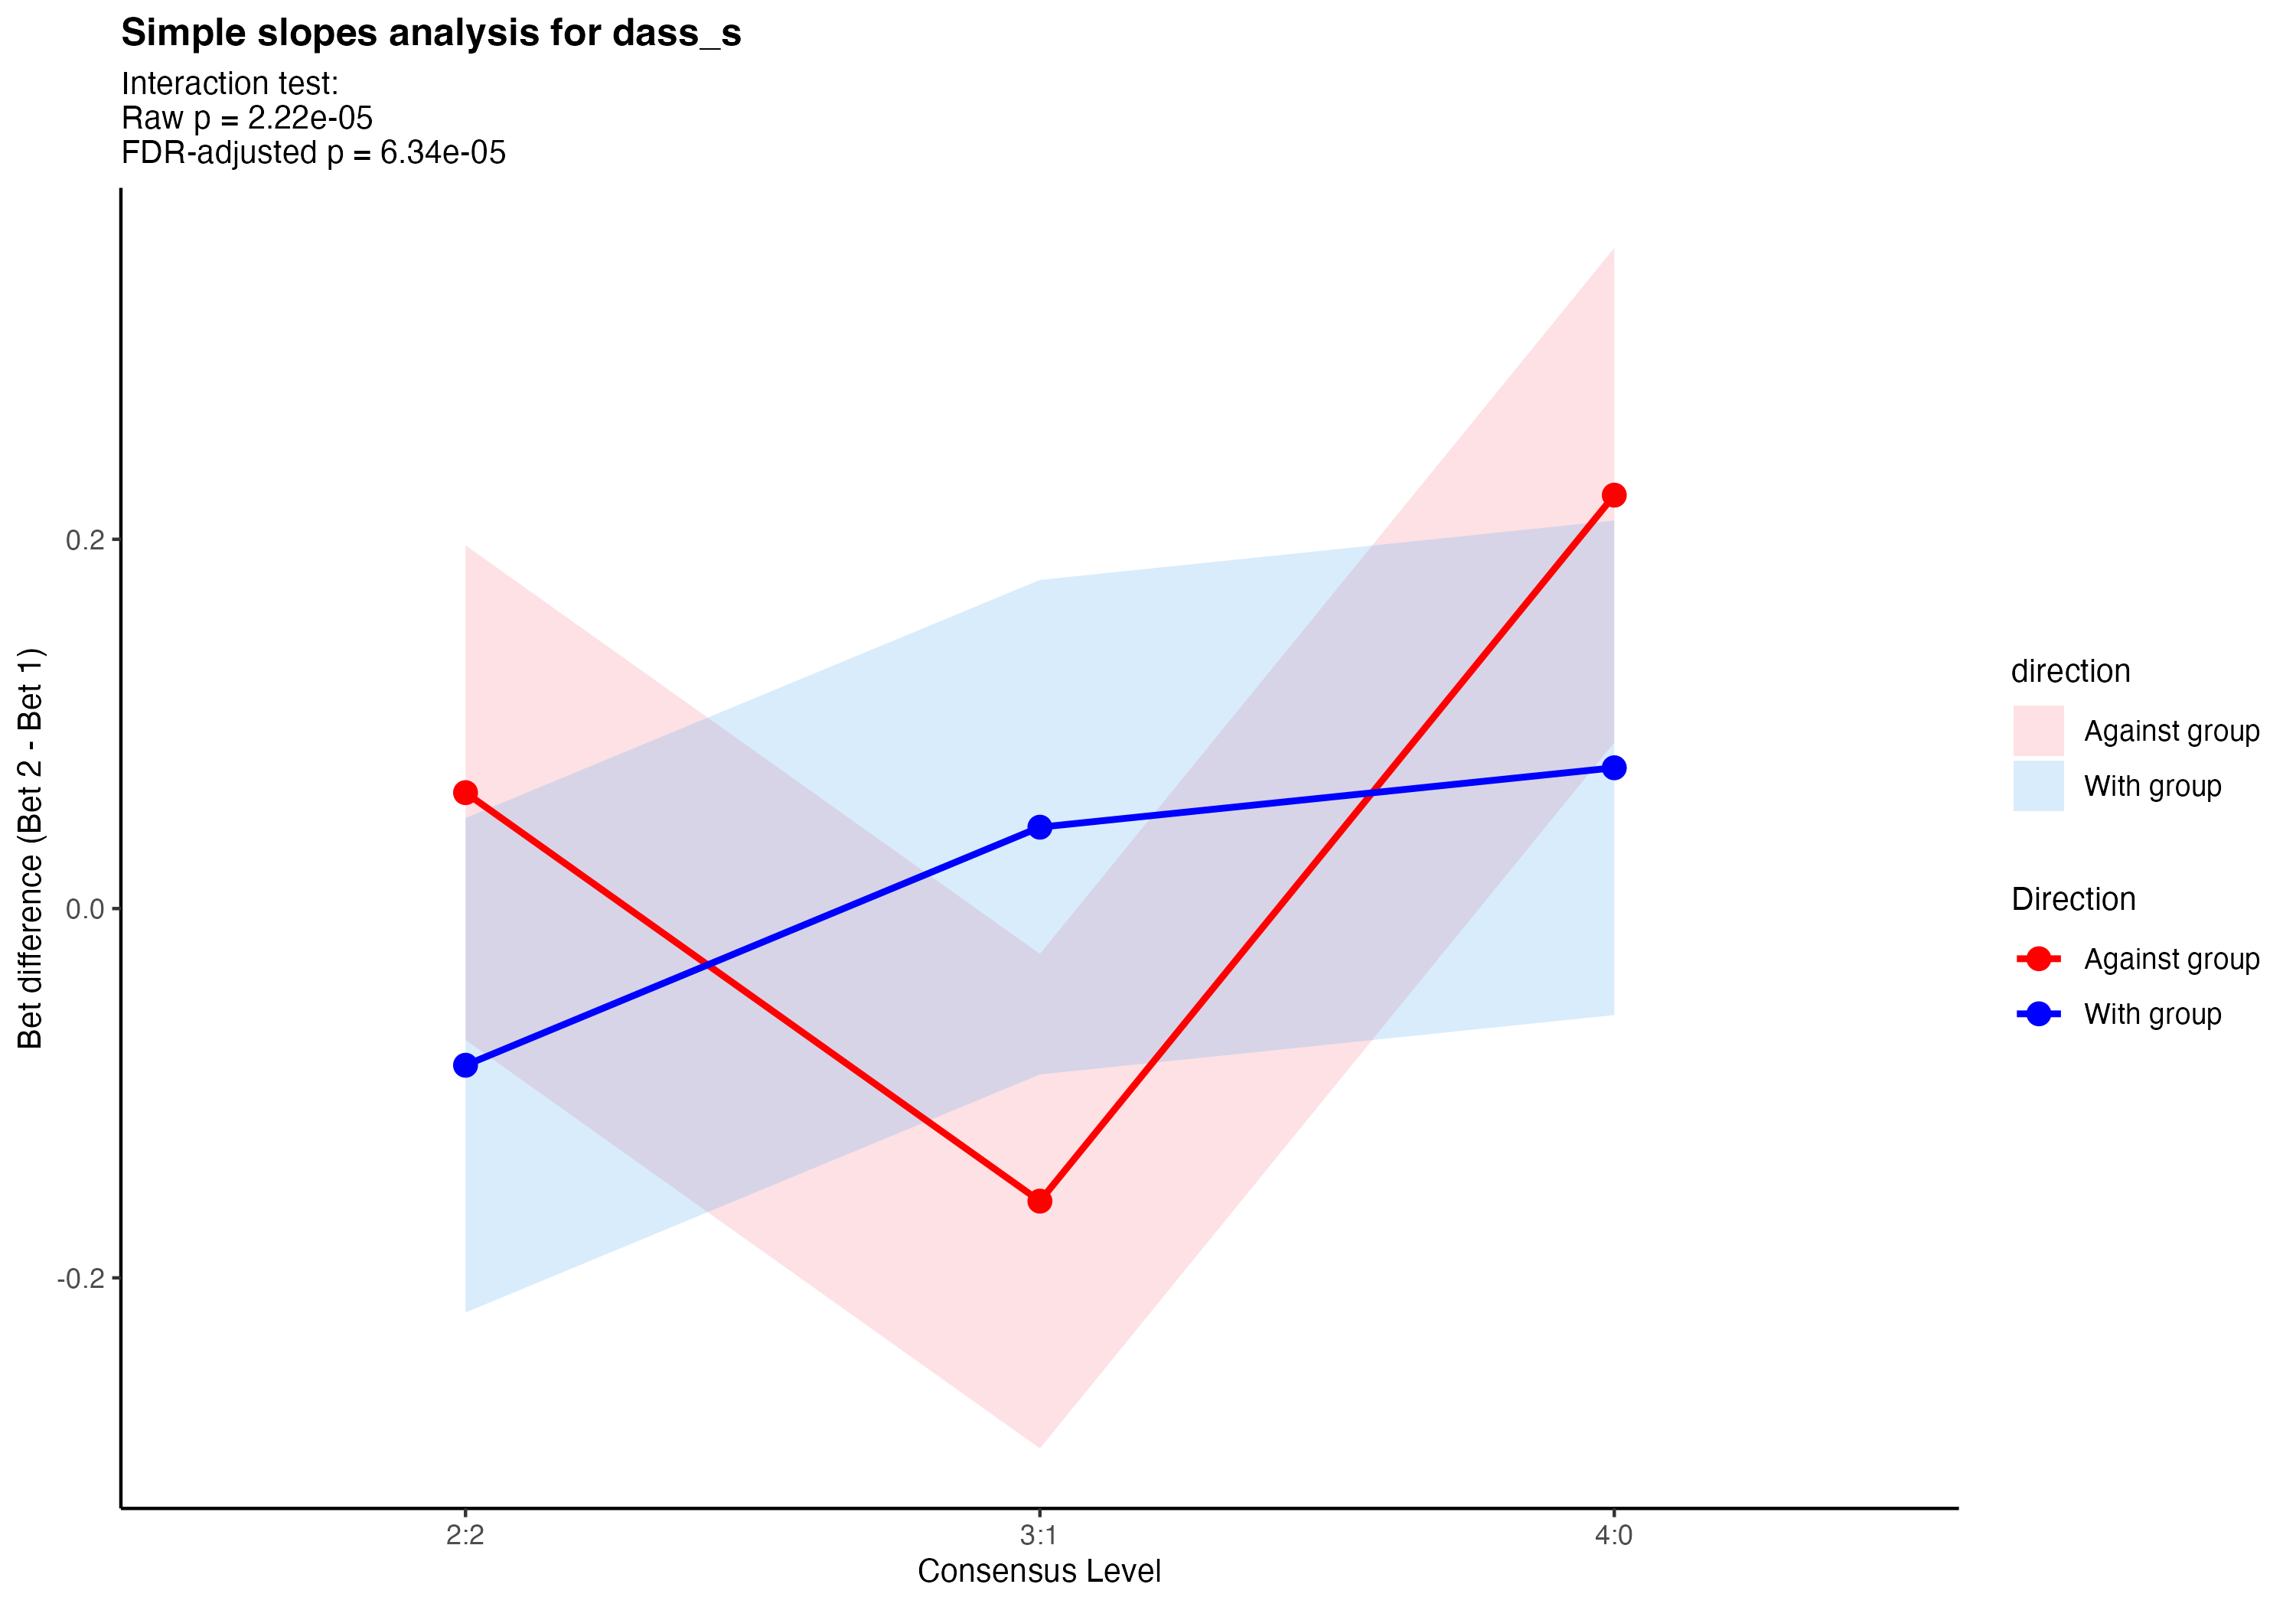 Simple slopes analysis for dass_s
Interaction test:
Raw p = 2.22e-05
FDR-adjusted p = 6.34e-05
Bet difference (Bet 2 - Bet 1)
0.2
0.0
-0.2
2:2
3:1
4:0
Consensus Level
direction
Against group
With group
Direction
Against group
With group